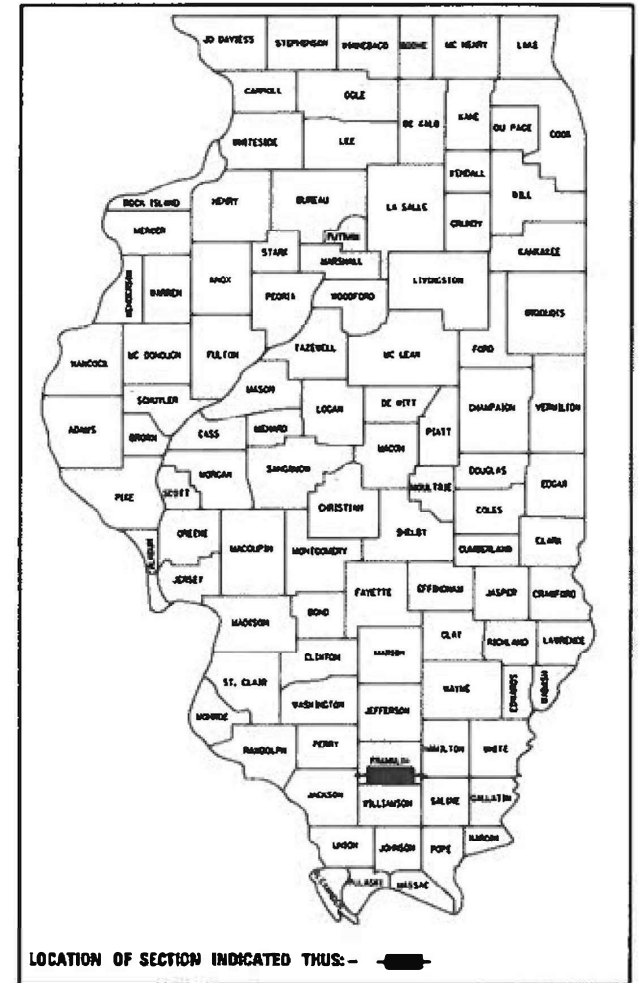 JO DAVIESS STEPHENSON WINNEBAGO BOONE MC HENRY LAKE
CARROLL OGLE
DE KALB KANE DU PAGE COOK
WHITESIDE LEE
KENDALL
ROCK ISLAND HENRY BUREAU LA SALLE WILL
MERCER GRUNDY
PUTNAM
STARK MARSHALL KANKAKEE
HENDERSON WARREN KNOX PEORIA WOODFORD LIVINGSTON
IROQUOIS
HANCOCK MC DONOUGH FULTON TAZEWELL MC LEAN FORD
MASON
SCHUYLER LOGAN DE WITT CHAMPAIGN VERMILION
ADAMS BROWN CASS MENARD PIATT
MACON
MORGAN SANGAMON DOUGLAS EDGAR
PIKE SCOTT MOULTRIE
CHRISTIAN COLES
GREENE SHELBY
CALHOUN MACOUPIN MONTGOMERY CUMBERLAND CLARK
JERSEY
FAYETTE EFFINGHAM JASPER CRAWFORD
MADISON BOND
CLAY RICHLAND LAWRENCE
CLINTON MARION
ST. CLAIR WAYNE EDWARDS WABASH
WASHINGTON JEFFERSON
MONROE
RANDOLPH PERRY HAMILTON WHITE
FRANKLIN
JACKSON WILLIAMSON SALINE GALLATIN
UNION JOHNSON POPE HARDIN
ALEXANDER PULASKI MASSAC
LOCATION OF SECTION INDICATED THUS:-